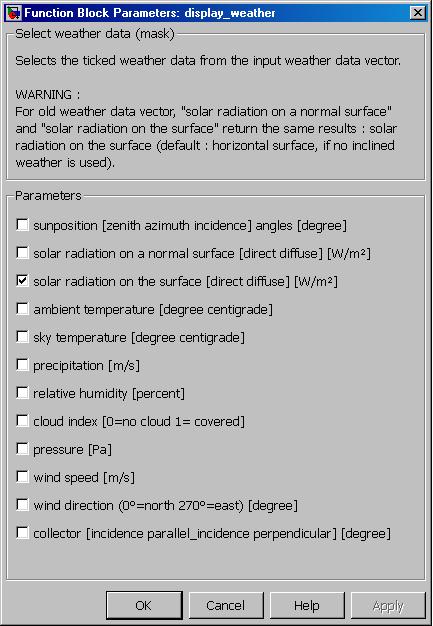 Function Block Parameters: display_weather
Select weather data (mask)
Selects the ticked weather data from the input weather data vector.
WARNING :
For old weather data vector, "solar radiation on a normal surface"
and "solar radiation on the surface" return the same results : solar
radiation on the surface (default : horizontal surface, if no inclined
weather is used).
Parameters
sunposition [zenith azimuth incidence] angles [degree]
solar radiation on a normal surface [direct diffuse] [W/m²]
solar radiation on the surface [direct diffuse] [W/m²]
ambient temperature [degree centigrade]
sky temperature [degree centigrade]
precipitation [m/s]
relative humidity [percent]
cloud index [0=no cloud 1= covered]
pressure [Pa]
wind speed [m/s]
wind direction (0º=north 270º=east) [degree]
collector [incidence parallel_incidence perpendicular] [degree]
OK Cancel Help Apply